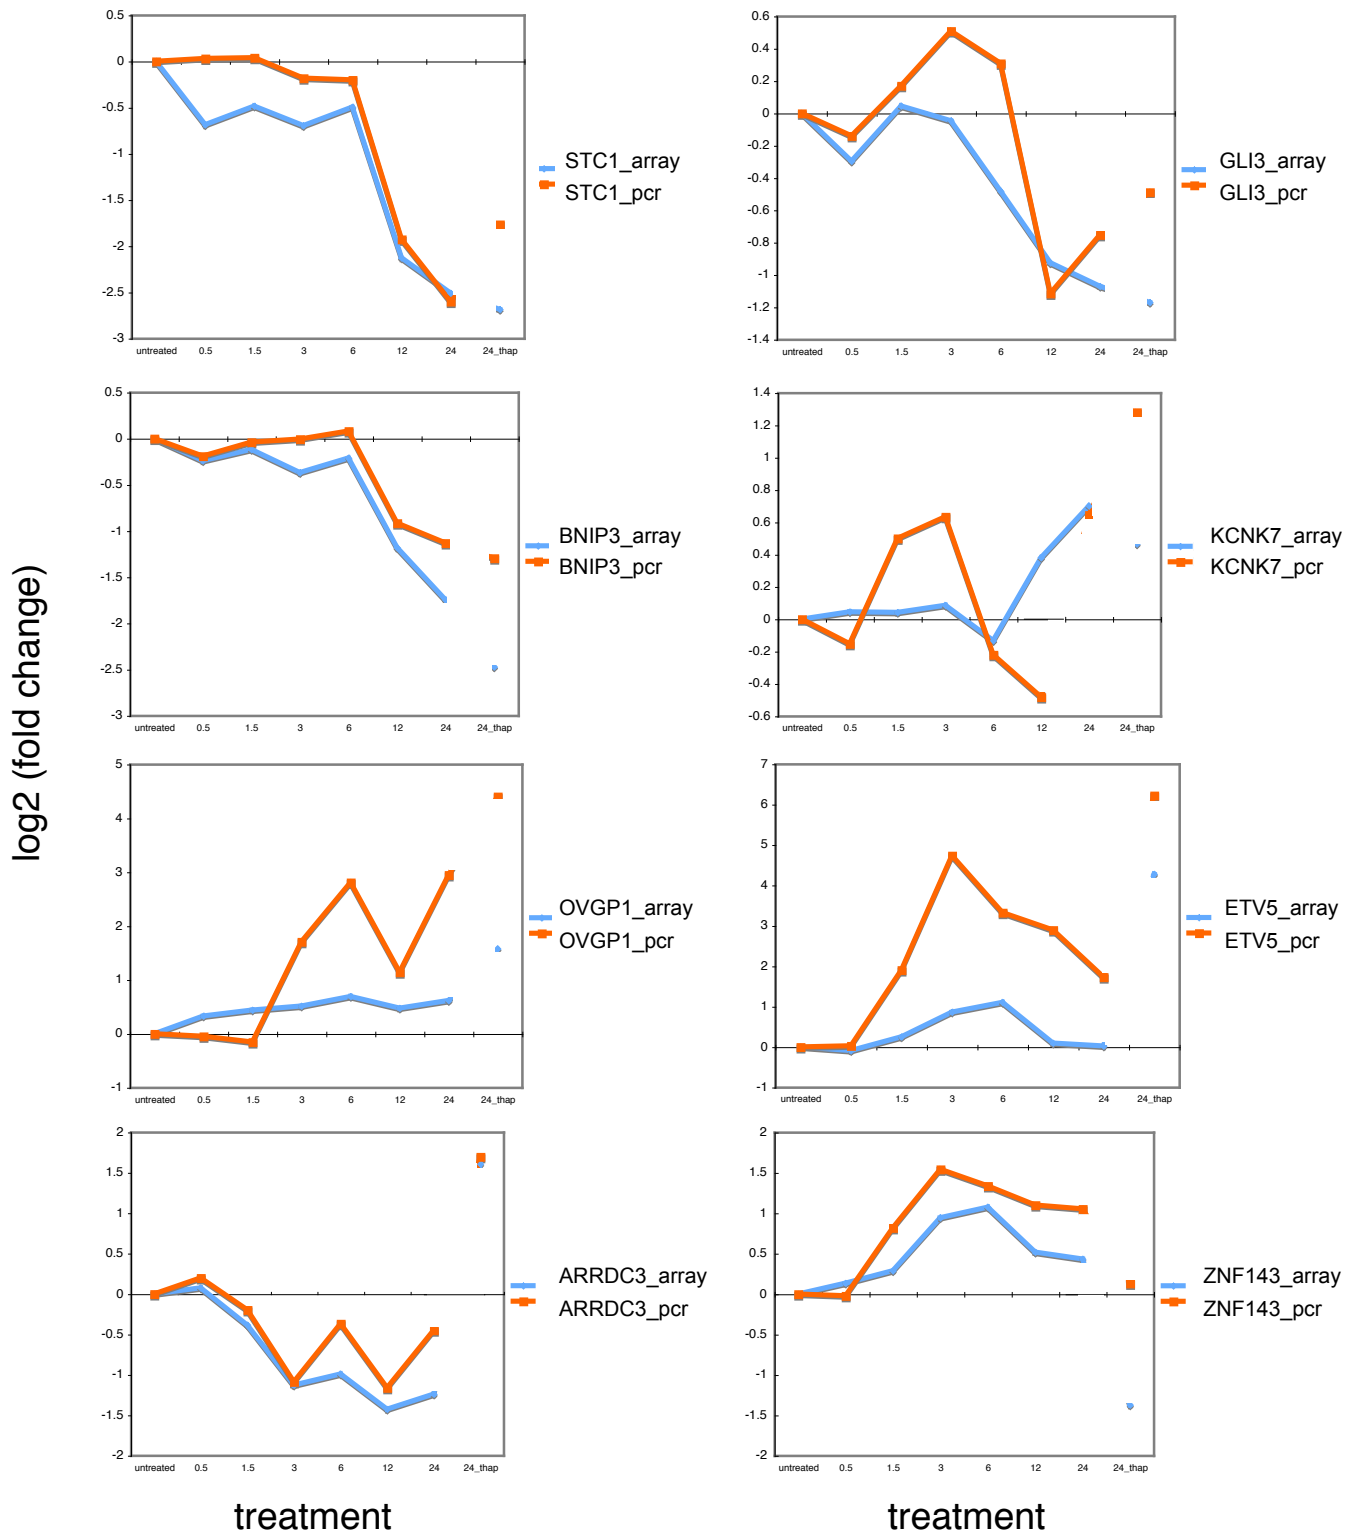 log2 (fold change)
0.5
0
-0.5
-1
-1.5
-2
-2.5
-3
untreated 0.5 1.5 3 6 12 24 24_thap
STC1_array
STC1_pcr
0.6
0.4
0.2
0
-0.2
-0.4
-0.6
-0.8
-1
-1.2
-1.4
untreated 0.5 1.5 3 6 12 24 24_thap
GLI3_array
GLI3_pcr
0.5
0
-0.5
-1
-1.5
-2
-2.5
-3
untreated 0.5 1.5 3 6 12 24 24_thap
BNIP3_array
BNIP3_pcr
1.4
1.2
1
0.8
0.6
0.4
0.2
0
-0.2
-0.4
-0.6
untreated 0.5 1.5 3 6 12 24 24_thap
KCNK7_array
KCNK7_pcr
5
4
3
2
1
0
-1
untreated 0.5 1.5 3 6 12 24 24_thap
OVGP1_array
OVGP1_pcr
7
6
5
4
3
2
1
0
-1
untreated 0.5 1.5 3 6 12 24 24_thap
ETV5_array
ETV5_pcr
2
1.5
1
0.5
0
-0.5
-1
-1.5
-2
untreated 0.5 1.5 3 6 12 24 24_thap
ARRDC3_array
ARRDC3_pcr
2
1.5
1
0.5
0
-0.5
-1
-1.5
-2
untreated 0.5 1.5 3 6 12 24 24_thap
ZNF143_array
ZNF143_pcr
treatment
treatment